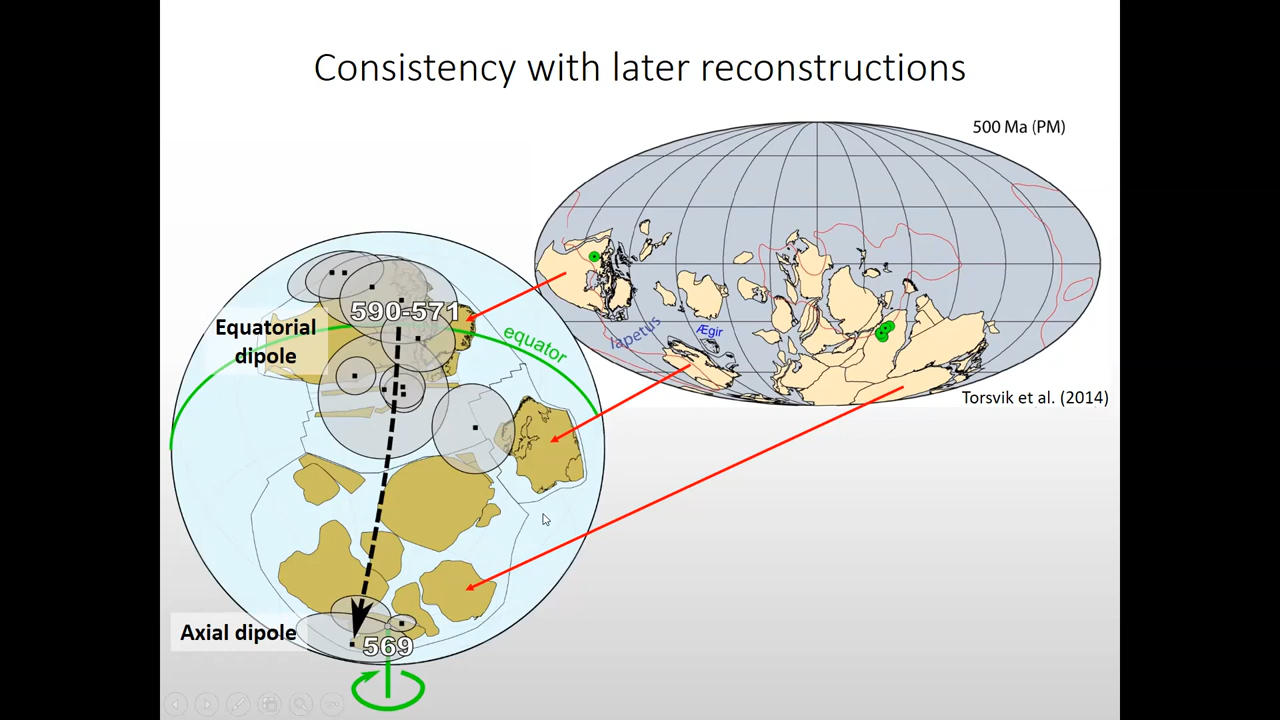 Consistency with later reconstructions
500 Ma (PM)
590-571
Equatorial
dipole
equator
Iapetus
Ægir
Torsvik et al. (2014)
Axial dipole
569